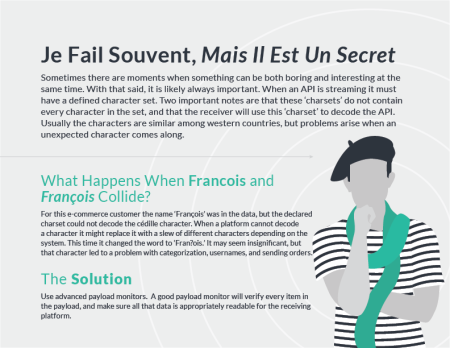 Je Fail Souvent, Mais Il Est Un Secret
Sometimes there are moments when something can be both boring and interesting at the
same time. With that said, it is likely always important. When an API is streaming it must
have a defined character set. Two important notes are that these 'charsets' do not contain
every character in the set, and that the receiver will use this 'charset' to decode the API.
Usually the characters are similar among western countries, but problems arise when an
unexpected character comes along.
What Happens When Francois and
François Collide?
For this e-commerce customer the name 'François' was in the data, but the declared
charset could not decode the cédille character. When a platform cannot decode
a character it might replace it with a slew of different characters depending on the
system. This time it changed the word to 'Fran?ois.' It may seem insignificant, but
that character led to a problem with categorization, usernames, and sending orders.
The Solution
Use advanced payload monitors. A good payload monitor will verify every item in
the payload, and make sure all that data is appropriately readable for the receiving
platform.